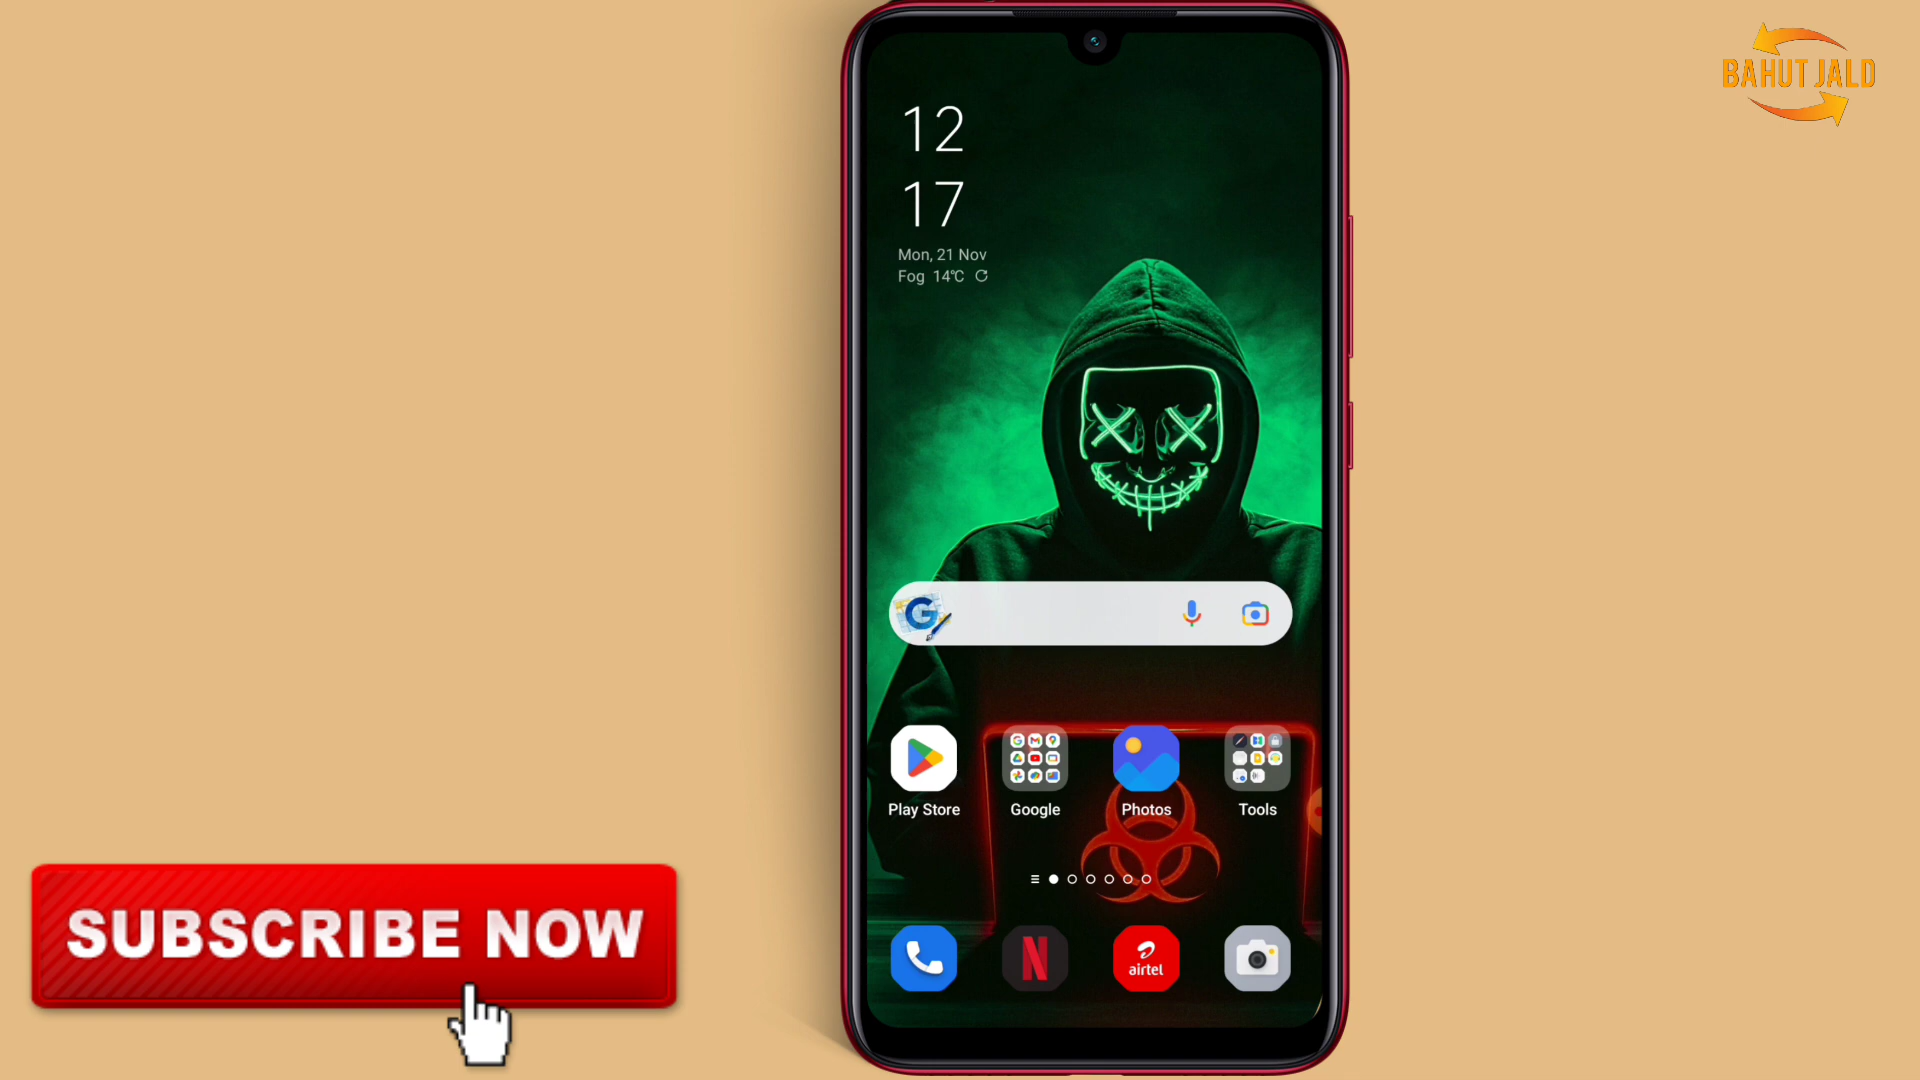 BAHUT JALD
12
17
Mon, 21 Nov
Fog 14°C
Play Store
Google
Photos
Tools
airtel
SUBSCRIBE NOW